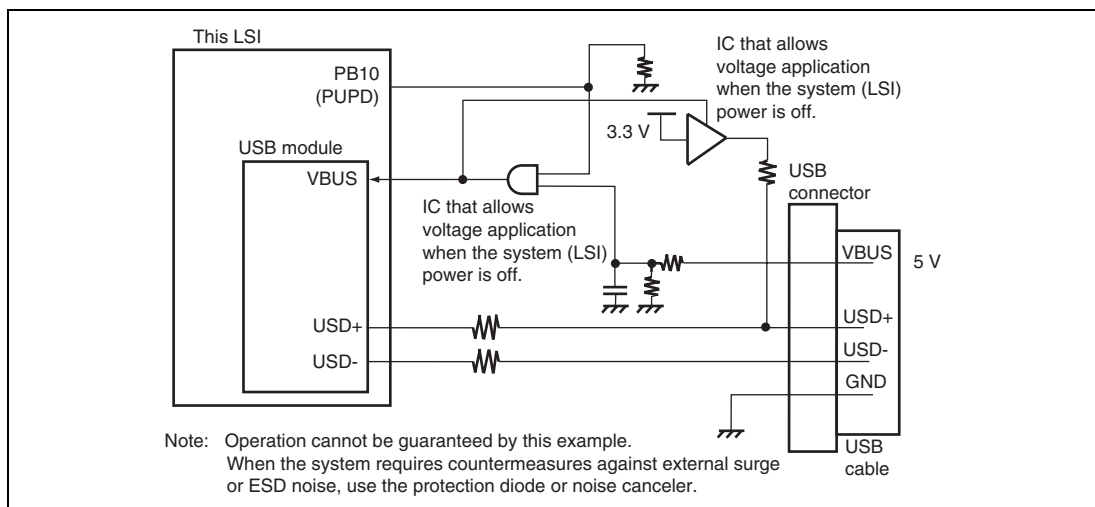 This LSI
PB10
(PUPD)
IC that allows
voltage application
when the system (LSI)
power is off.
3.3 V
USB module
VBUS
IC that allows
voltage application
when the system (LSI)
power is off.
USB
connector
VBUS
5 V
USD+
USD+
USD-
USD-
GND
USB
cable
Note: Operation cannot be guaranteed by this example.
When the system requires countermeasures against external surge
or ESD noise, use the protection diode or noise canceler.